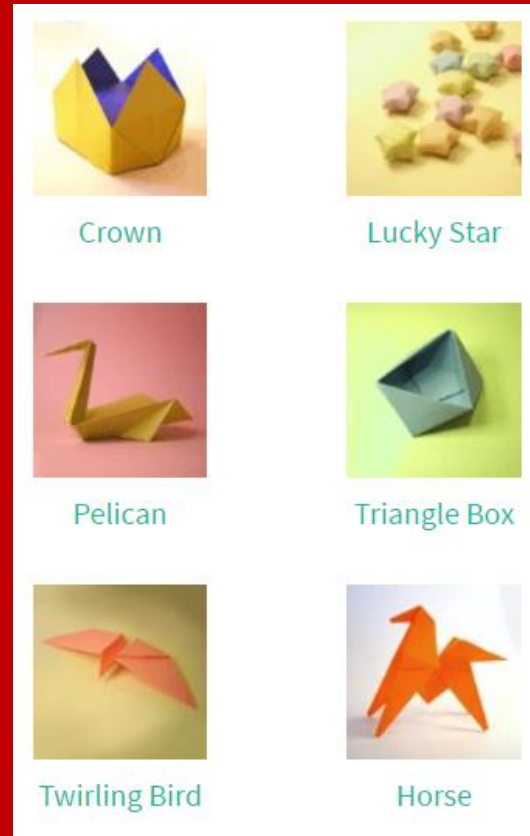 Crown
Lucky Star
Pelican
Triangle Box
Twirling Bird
Horse